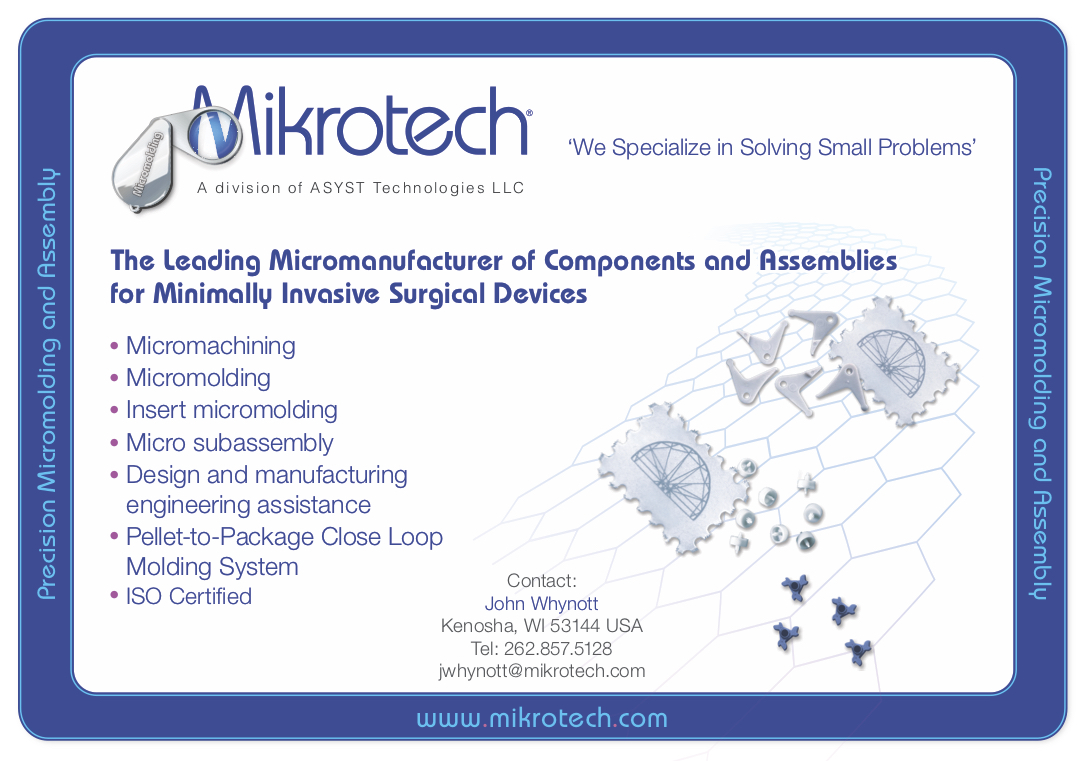 Mikrotech®
Micromolding
'We Specialize in Solving Small Problems'
A division of ASYST Technologies LLC
The Leading Micromanufacturer of Components and Assemblies
for Minimally Invasive Surgical Devices
• Micromachining
• Micromolding
• Insert micromolding
• Micro subassembly
• Design and manufacturing
engineering assistance
• Pellet-to-Package Close Loop
Molding System
• ISO Certified
Contact:
John Whynott
Kenosha, WI 53144 USA
Tel: 262.857.5128
jwhynott@mikrotech.com
Precision Micromolding and Assembly
Precision Micromolding and Assembly
www.mikrotech.com